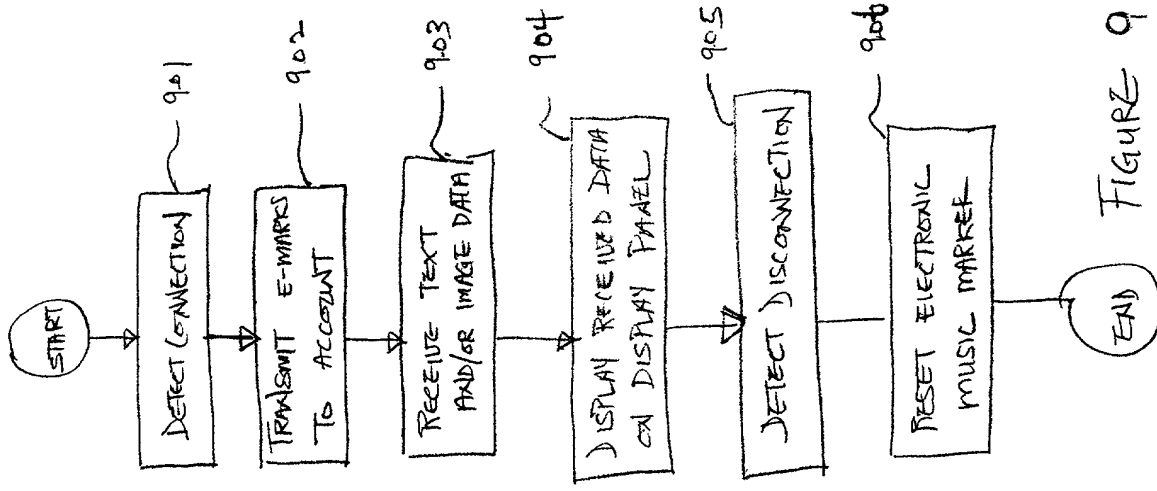 START
DETECT CONNECTION
901
TRANSMIT E-MARKS
TO ACCOUNT
902
RECEIVE TEXT
AND/OR IMAGE DATA
903
DISPLAY RECEIVED DATA
ON DISPLAY PANEL
904
DETECT DISCONNECTION
905
RESET ELECTRONIC
MUSIC MARKER
906
END
FIGURE 9